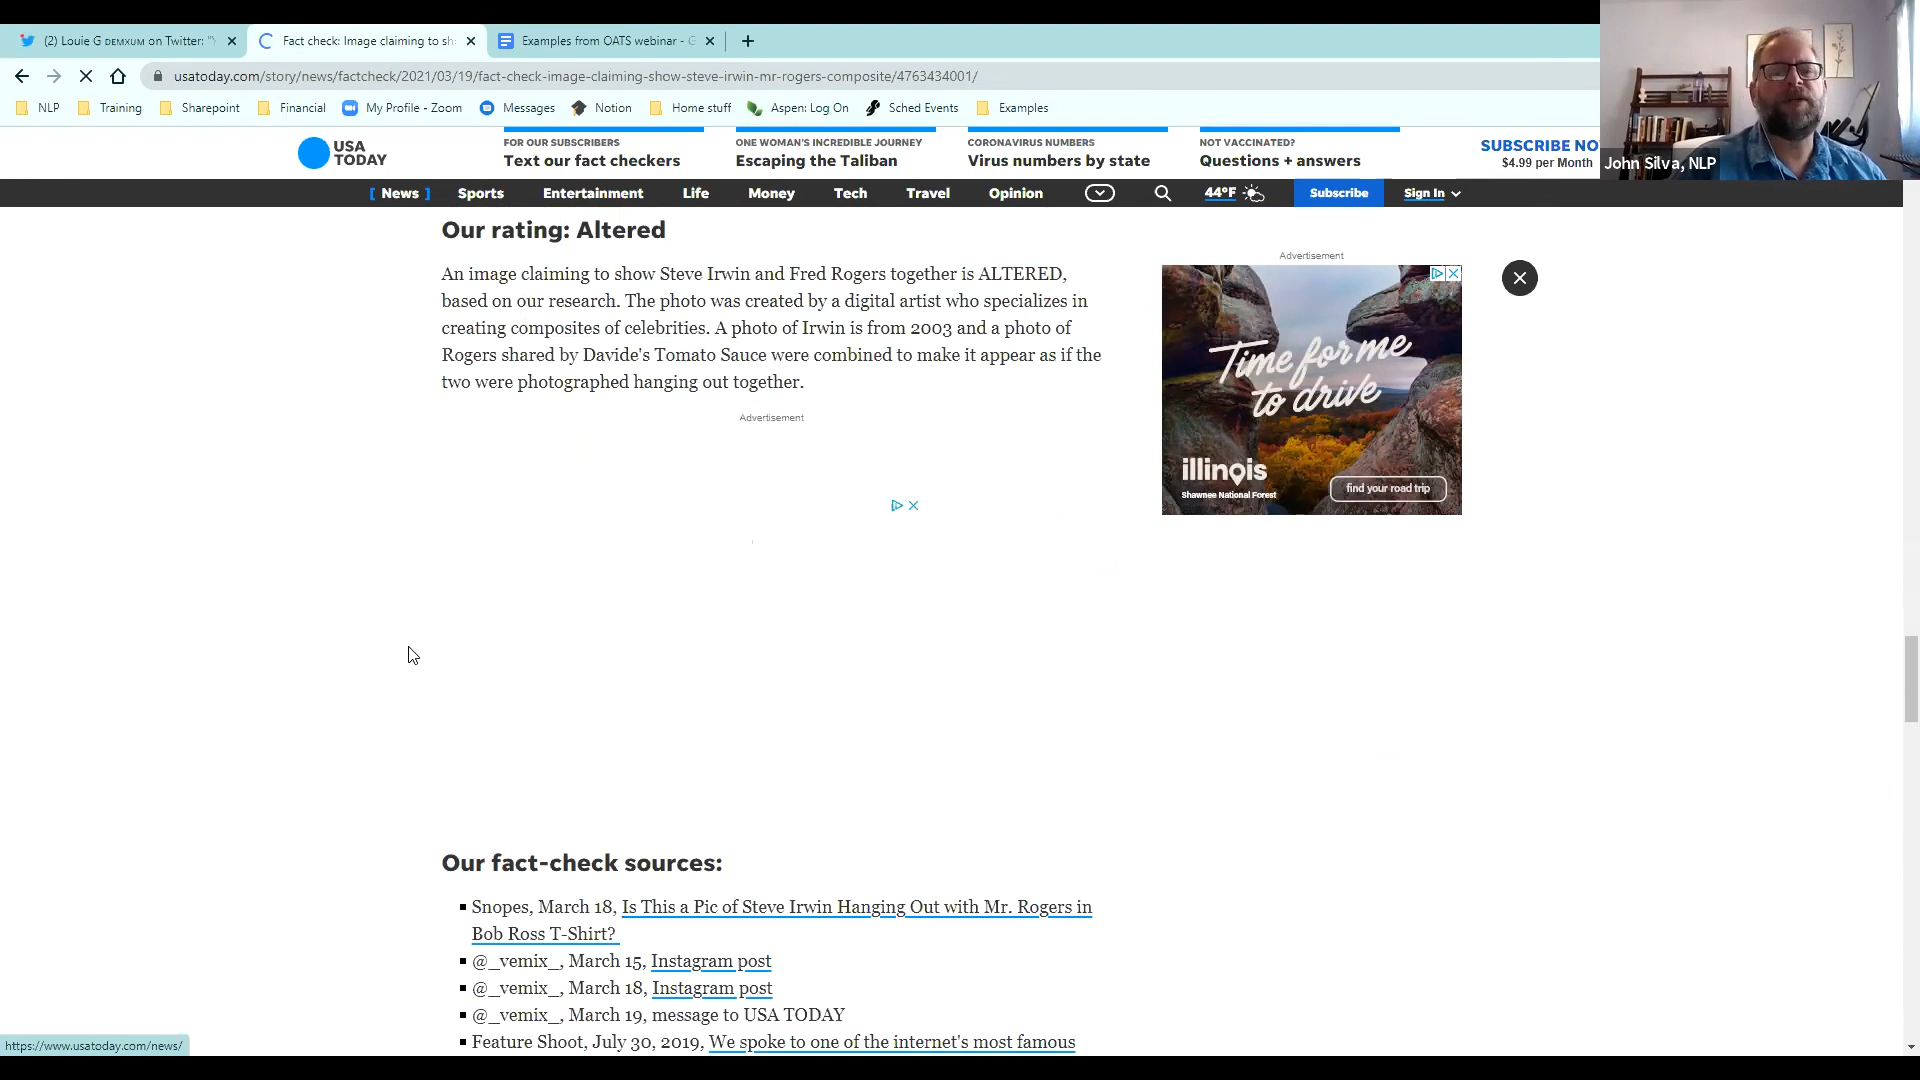 (2) Louie G DEMXUM on Twitter: "Y
Fact check: Image claiming to sh
Examples from OATS webinar - G
usatoday.com/story/news/factcheck/2021/03/19/fact-check-image-claiming-show-steve-irwin-mr-rogers-composite/4763434001/
NLP Training Sharepoint Financial My Profile - Zoom Messages Notion Home stuff Aspen: Log On Sched Events Examples
USA
TODAY
FOR OUR SUBSCRIBERS
Text our fact checkers
ONE WOMAN'S INCREDIBLE JOURNEY
Escaping the Taliban
CORONAVIRUS NUMBERS
Virus numbers by state
NOT VACCINATED?
Questions + answers
SUBSCRIBE NO
$4.99 per Month
John Silva, NLP
[ News ] Sports Entertainment Life Money Tech Travel Opinion 44°F Subscribe Sign In
Our rating: Altered
An image claiming to show Steve Irwin and Fred Rogers together is ALTERED,
based on our research. The photo was created by a digital artist who specializes in
creating composites of celebrities. A photo of Irwin is from 2003 and a photo of
Rogers shared by Davide's Tomato Sauce were combined to make it appear as if the
two were photographed hanging out together.
Advertisement
Advertisement
Time for me
to drive
illinois
Shawnee National Forest
find your road trip
Our fact-check sources:
▪ Snopes, March 18, Is This a Pic of Steve Irwin Hanging Out with Mr. Rogers in
Bob Ross T-Shirt?
▪ @_vemix_, March 15, Instagram post
▪ @_vemix_, March 18, Instagram post
▪ @_vemix_, March 19, message to USA TODAY
▪ Feature Shoot, July 30, 2019, We spoke to one of the internet's most famous
https://www.usatoday.com/news/